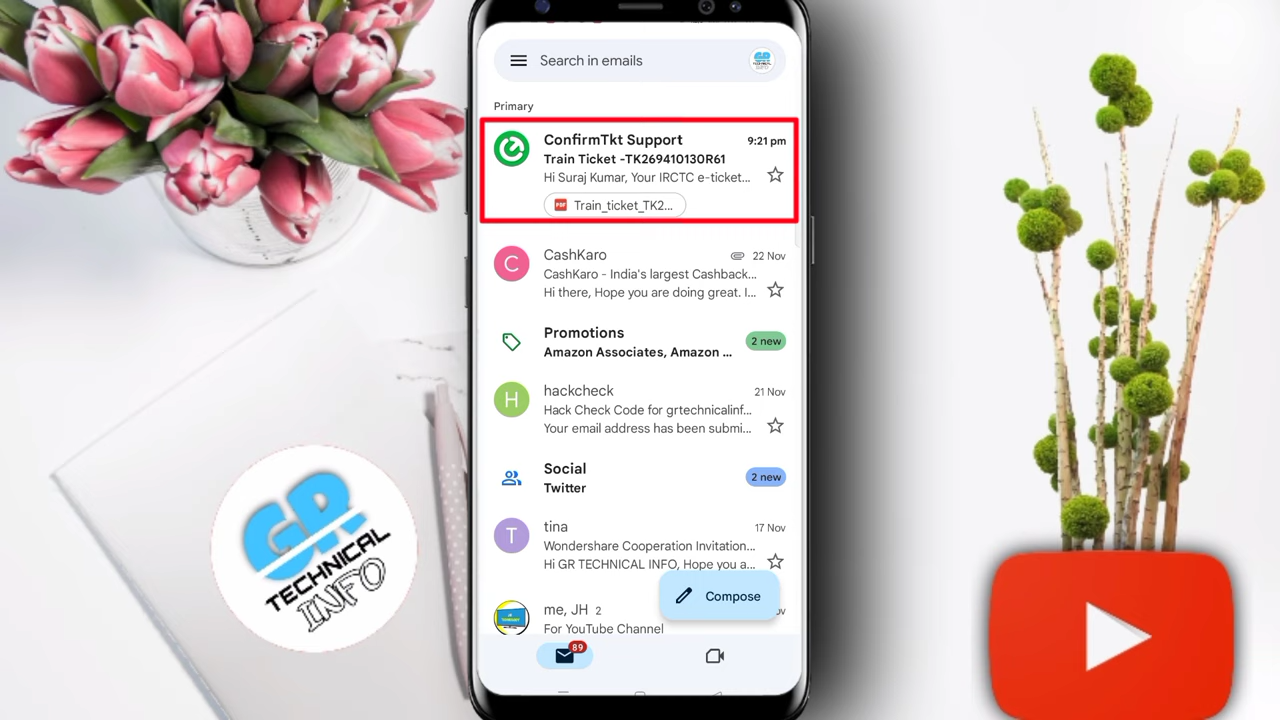 Search in emails
Primary
ConfirmTkt Support 9:21 pm
Train Ticket -TK269410130R61
Hi Suraj Kumar, Your IRCTC e-ticket...
PDF Train_ticket_TK2...
C CashKaro 22 Nov
CashKaro - India's largest Cashback...
Hi there, Hope you are doing great. I...
Promotions
Amazon Associates, Amazon ... 2 new
H hackcheck 21 Nov
Hack Check Code for grtechnicalinf...
Your email address has been submi...
Social
Twitter 2 new
T tina 17 Nov
Wondershare Cooperation Invitation...
Hi GR TECHNICAL INFO, Hope you a...
Compose
me, JH 2
For YouTube Channel
89
GR
TECHNICAL
INFO